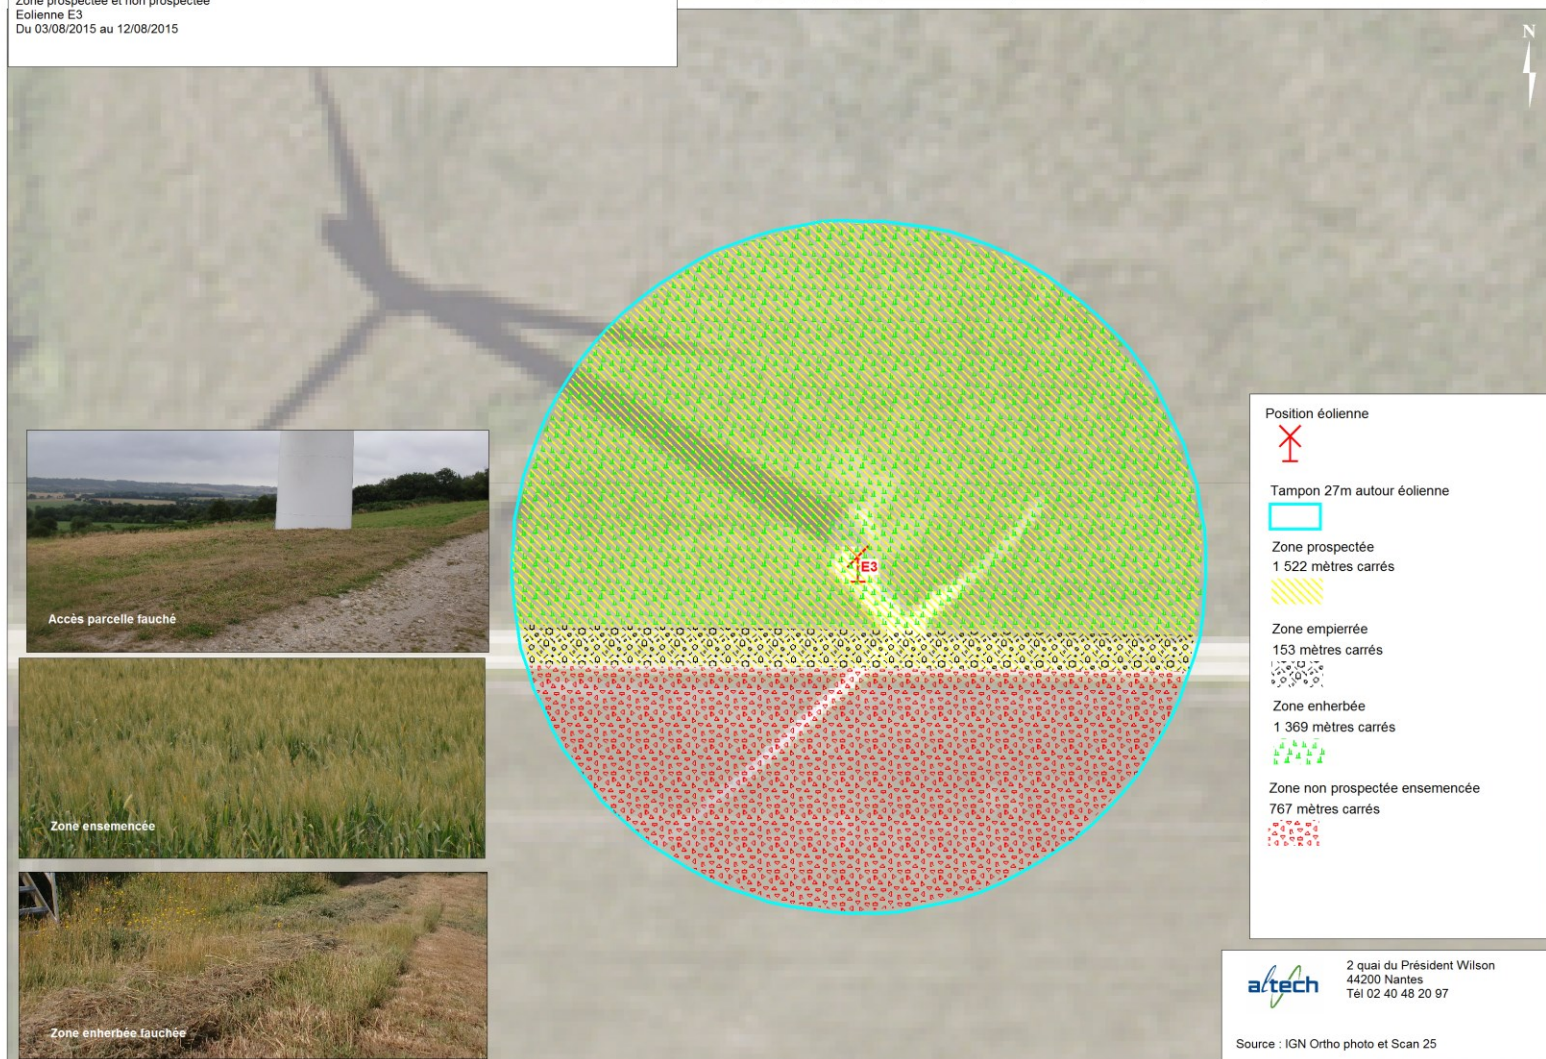 Zone prospectée et non prospectée
Eolienne E3
Du 03/08/2015 au 12/08/2015
N
Position éolienne
Tampon 27m autour éolienne
Zone prospectée
1 522 mètres carrés
Zone empierrée
153 mètres carrés
Zone enherbée
1 369 mètres carrés
Zone non prospectée ensemencée
767 mètres carrés
E3
Accès parcelle fauché
Zone ensemencée
Zone enherbée fauchée
altech
2 quai du Président Wilson
44200 Nantes
Tél 02 40 48 20 97
Source : IGN Ortho photo et Scan 25